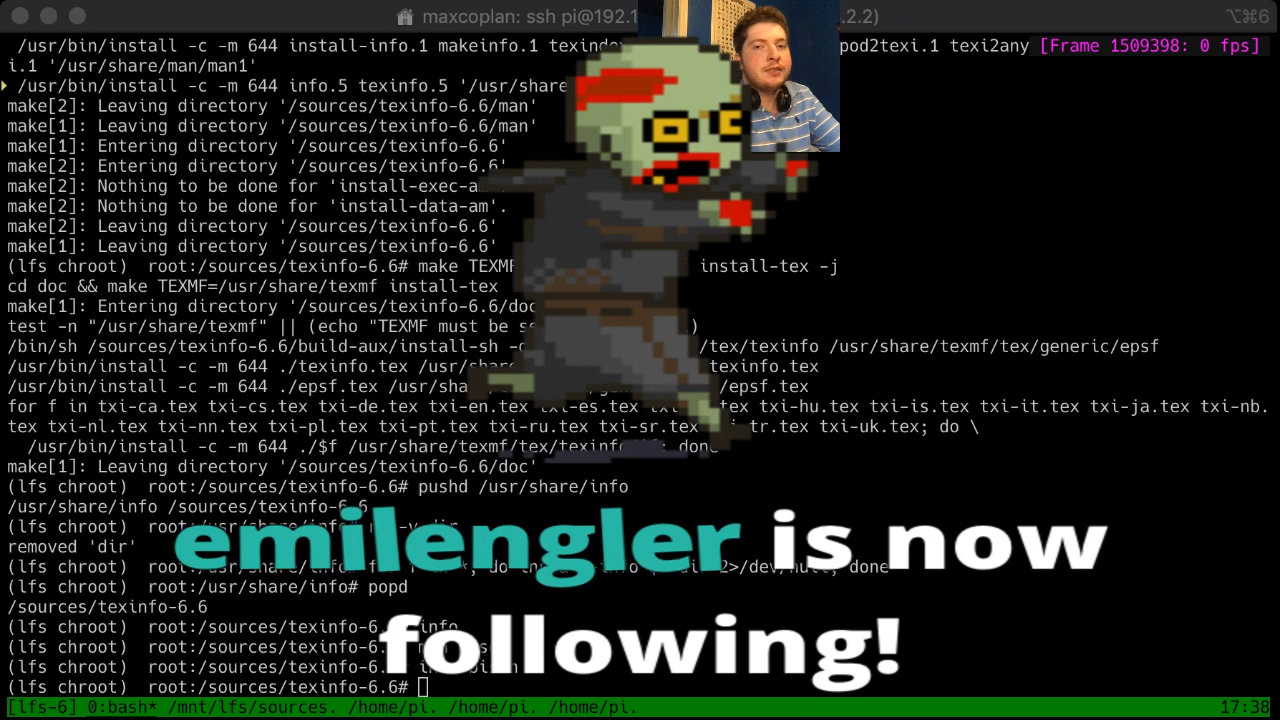 maxcoplan: ssh pi@192.1 .2.2) ⌥⌘6
/usr/bin/install -c -m 644 install-info.1 makeinfo.1 pod2texi.1 texi2any [Frame 1509398: 0 fps]
i.1 '/usr/share/man/man1'
/usr/bin/install -c -m 644 info.5 texinfo.5 '/usr/share
make[2]: Leaving directory '/sources/texinfo-6.6/man'
make[1]: Leaving directory '/sources/texinfo-6.6/man'
make[1]: Entering directory '/sources/texinfo-6.6'
make[2]: Entering directory '/sources/texinfo-6.6'
make[2]: Nothing to be done for 'install-exec-a
make[2]: Nothing to be done for 'install-data-am'.
make[2]: Leaving directory '/sources/texinfo-6.6'
make[1]: Leaving directory '/sources/texinfo-6.6'
(lfs chroot) root:/sources/texinfo-6.6# make TEXMF install-tex -j
cd doc && make TEXMF=/usr/share/texmf install-tex
make[1]: Entering directory '/sources/texinfo-6.6/doc
test -n "/usr/share/texmf" || (echo "TEXMF must be )
/bin/sh /sources/texinfo-6.6/build-aux/install-sh /tex/texinfo /usr/share/texmf/tex/generic/epsf
/usr/bin/install -c -m 644 ./texinfo.tex /usr/shar texinfo.tex
/usr/bin/install -c -m 644 ./epsf.tex /usr/sha /epsf.tex
for f in txi-ca.tex txi-cs.tex txi-de.tex txi-en.tex txi-es.tex tex txi-hu.tex txi-is.tex txi-it.tex txi-ja.tex txi-nb.
tex txi-nl.tex txi-nn.tex txi-pl.tex txi-pt.tex txi-ru.tex txi-sr.tex tr.tex txi-uk.tex; do \
/usr/bin/install -c -m 644 ./$f /usr/share/texmf/tex/texinfo done
make[1]: Leaving directory '/sources/texinfo-6.6/doc'
(lfs chroot) root:/sources/texinfo-6.6# pushd /usr/share/info
/usr/share/info /sources/texinfo-6.6
(lfs chroot) root:/usr/share/info#
removed 'dir'
(lfs chroot) root:/usr/share/info# 2>/dev/null; done
(lfs chroot) root:/usr/share/info# popd
/sources/texinfo-6.6
(lfs chroot) root:/sources/texinfo-6. info
(lfs chroot) root:/sources/texinfo-6.
(lfs chroot) root:/sources/texinfo-6.
(lfs chroot) root:/sources/texinfo-6.6#
emilengler is now
following!
[lfs-6] 0:bash* /mnt/lfs/sources. /home/pi. /home/pi. /home/pi. 17:38